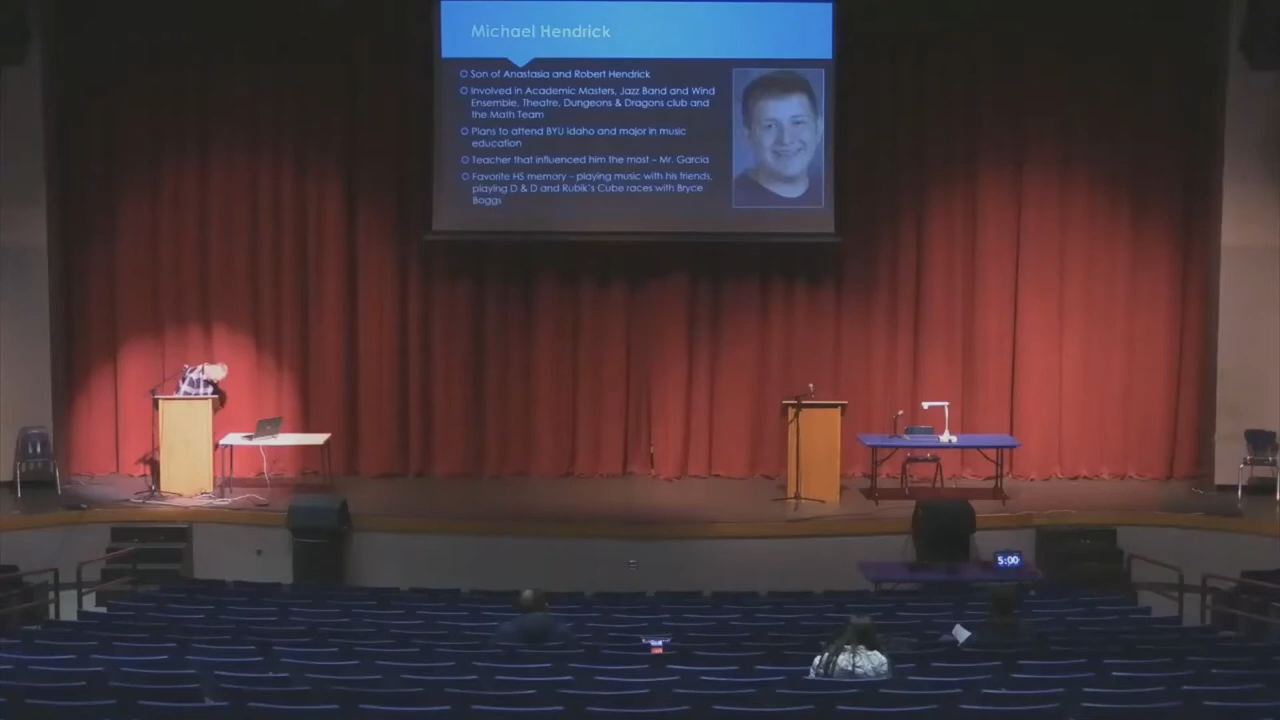 Michael Hendrick
Son of Anastasia and Robert Hendrick
Involved in Academic Masters, Jazz Band and Wind
Ensemble, Theatre, Dungeons & Dragons club and
the Math Team
Plans to attend BYU Idaho and major in music
education
Teacher that influenced him the most – Mr. Garcia
Favorite HS memory – playing music with his friends,
playing D & D and Rubik's Cube races with Bryce
Boggs
5:00